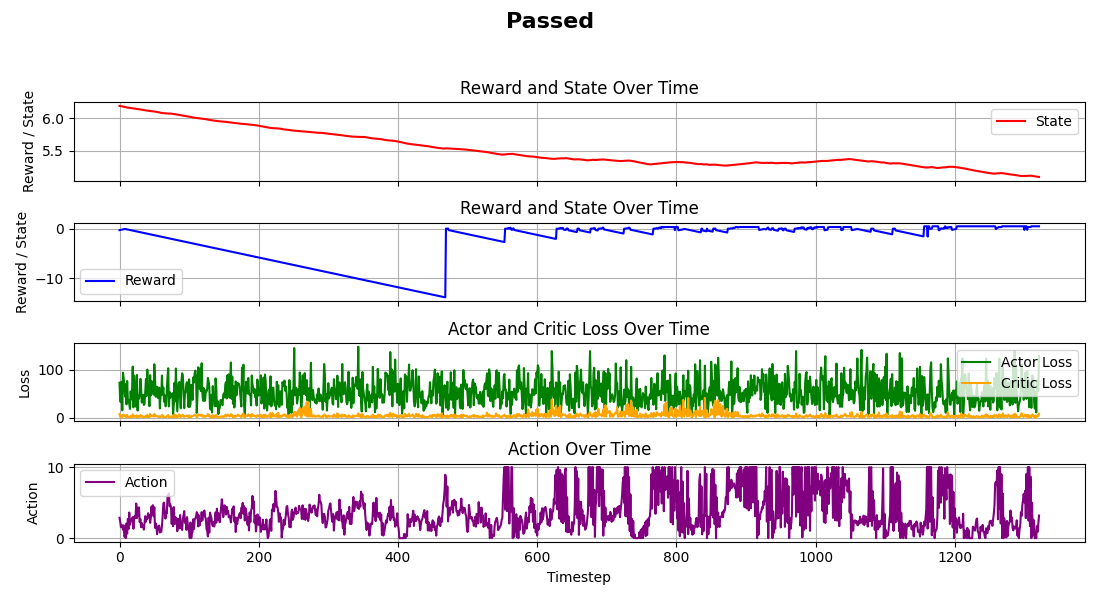 Passed
Reward and State Over Time
Reward / State
6.0
5.5
State
Reward and State Over Time
Reward / State
0
−10
Reward
Actor and Critic Loss Over Time
Loss
100
0
Actor Loss
Critic Loss
Action Over Time
Action
10
0
Action
0 200 400 600 800 1000 1200
Timestep